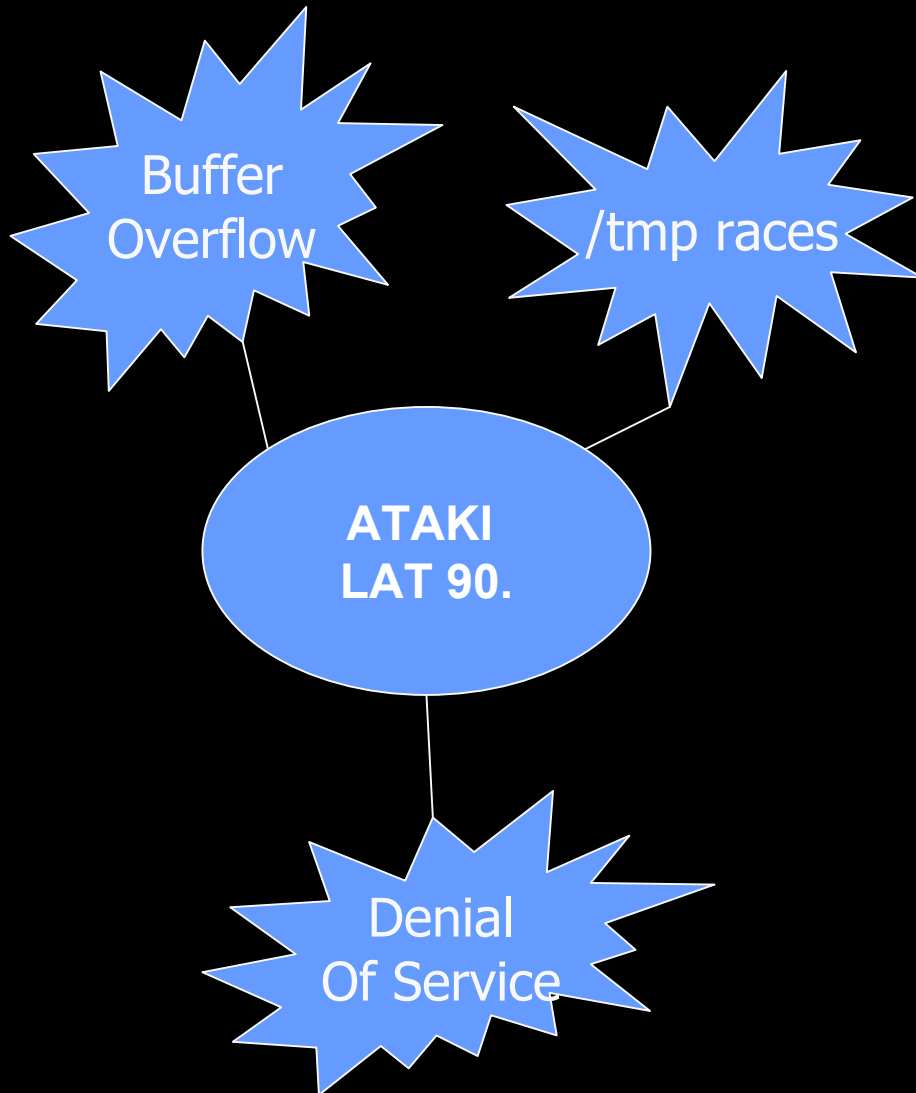 Buffer
Overflow
/tmp races
ATAKI
LAT 90.
Denial
Of Service